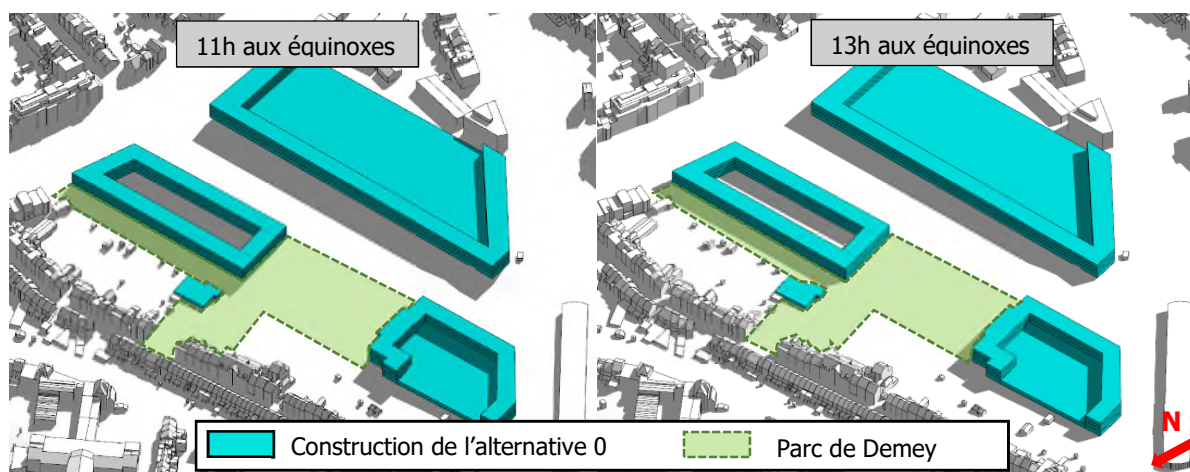 11h aux équinoxes
13h aux équinoxes
Construction de l'alternative 0
Parc de Demey
N